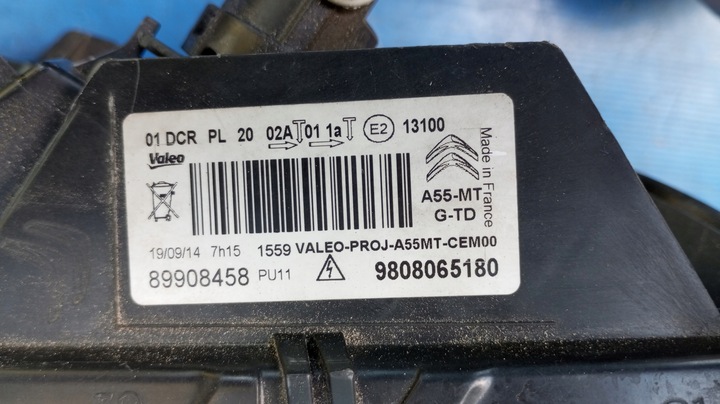 01 DCR PL 20 02A 01 1a E2 13100
Valeo
Made in France
A55-MT
G-TD
19/09/14 7h15 1559 VALEO-PROJ-A55MT-CEM00
89908458 PU11 9808065180